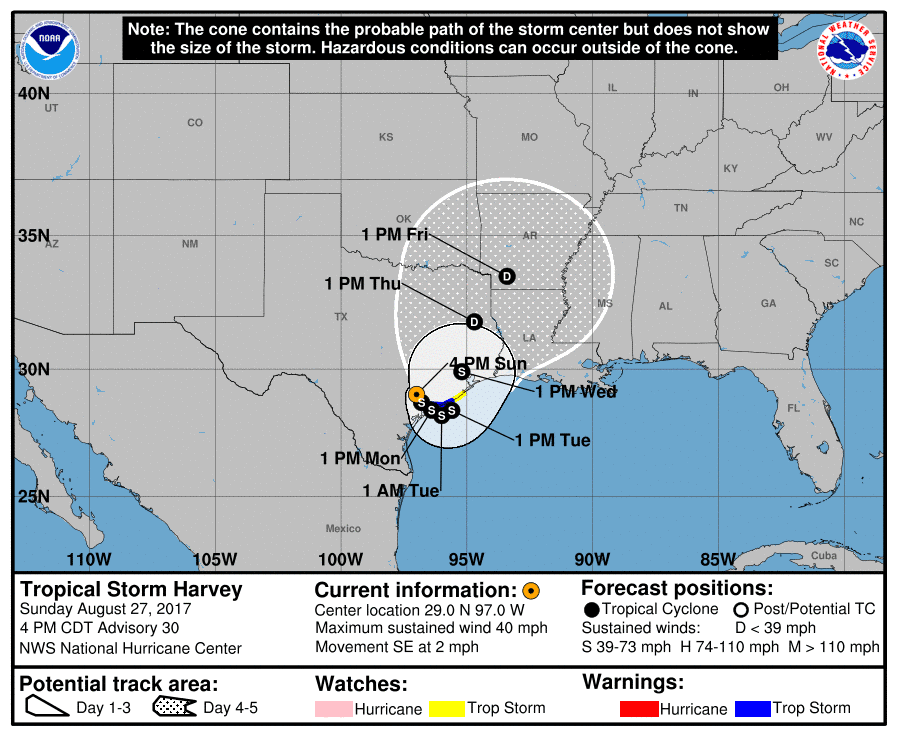 Note: The cone contains the probable path of the storm center but does not show
the size of the storm. Hazardous conditions can occur outside of the cone.
NOAA
NATIONAL WEATHER SERVICE
40N
UT
CO
KS
MO
IL
IN
OH
WV
KY
35N
AZ
NM
OK
AR
TN
NC
SC
1 PM Fri
D
1 PM Thu
D
TX
LA
MS
AL
GA
30N
4 PM Sun
S
1 PM Wed
FL
S
S
S
S
1 PM Tue
1 PM Mon
1 AM Tue
25N
Mexico
Cuba
110W
105W
100W
95W
90W
85W
Tropical Storm Harvey
Sunday August 27, 2017
4 PM CDT Advisory 30
NWS National Hurricane Center
Current information:
Center location 29.0 N 97.0 W
Maximum sustained wind 40 mph
Movement SE at 2 mph
Forecast positions:
Tropical Cyclone Post/Potential TC
Sustained winds: D < 39 mph
S 39-73 mph H 74-110 mph M > 110 mph
Potential track area:
Day 1-3 Day 4-5
Watches:
Hurricane Trop Storm
Warnings:
Hurricane Trop Storm